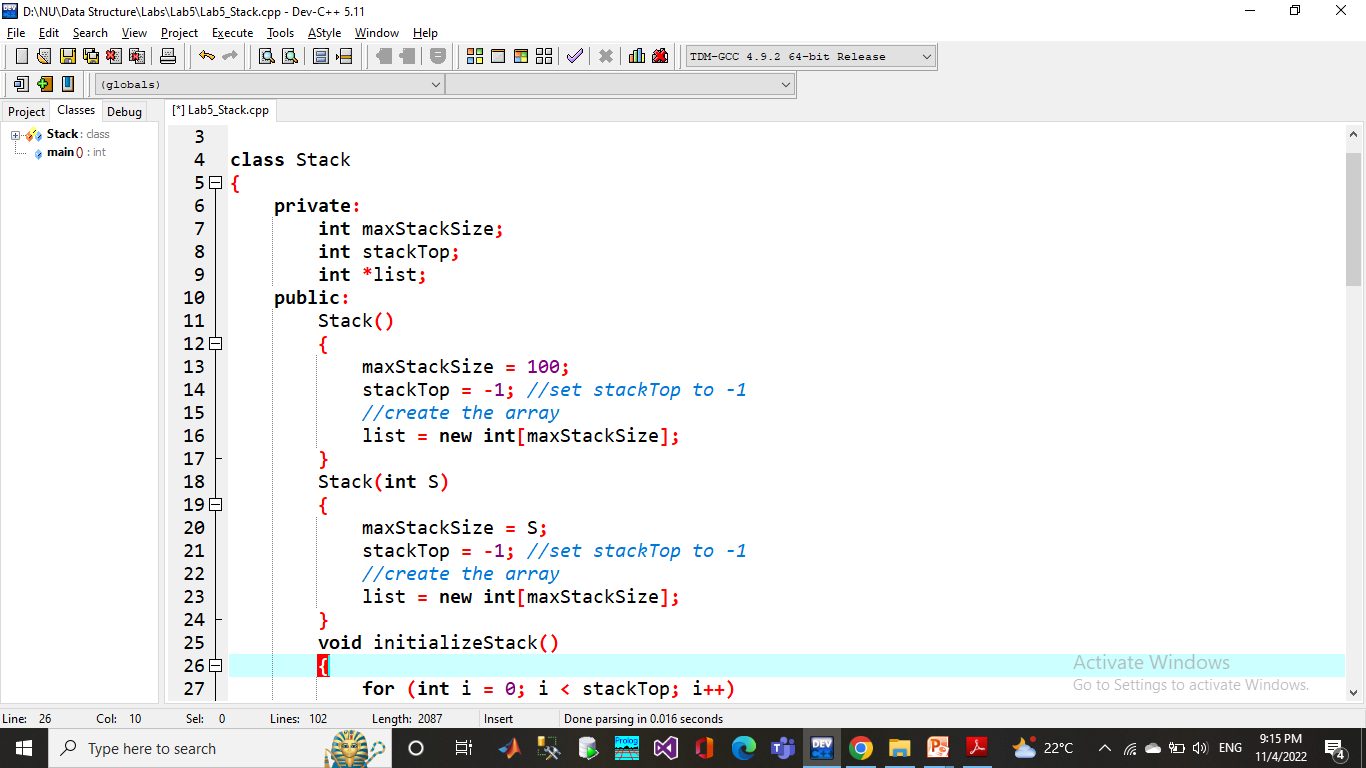 D:\NU\Data Structure\Labs\Lab5\Lab5_Stack.cpp - Dev-C++ 5.11
File Edit Search View Project Execute Tools AStyle Window Help
TDM-GCC 4.9.2 64-bit Release
(globals)
Project Classes Debug
[*] Lab5_Stack.cpp
Stack : class
main () : int
3
4 class Stack
5 {
6 private:
7 int maxStackSize;
8 int stackTop;
9 int *list;
10 public:
11 Stack()
12 {
13 maxStackSize = 100;
14 stackTop = -1; //set stackTop to -1
15 //create the array
16 list = new int[maxStackSize];
17 }
18 Stack(int S)
19 {
20 maxStackSize = S;
21 stackTop = -1; //set stackTop to -1
22 //create the array
23 list = new int[maxStackSize];
24 }
25 void initializeStack()
26 {
27 for (int i = 0; i < stackTop; i++)
Activate Windows
Go to Settings to activate Windows.
Line: 26 Col: 10 Sel: 0 Lines: 102 Length: 2087 Insert Done parsing in 0.016 seconds
Type here to search
Prolog
DEV
22°C
ENG
9:15 PM
11/4/2022
4